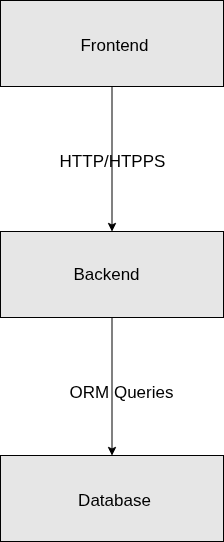 Frontend
HTTP/HTPPS
Backend
ORM Queries
Database